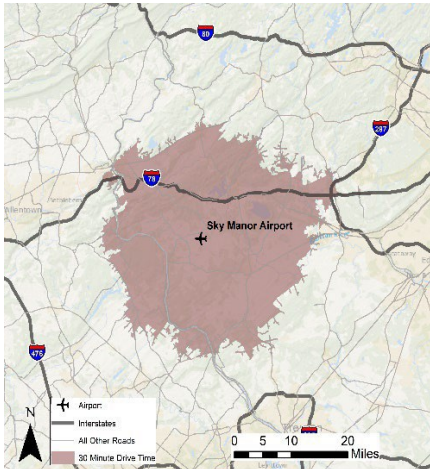 80
287
78
Sky Manor Airport
Allentown
476
N
Airport
Interstates
All Other Roads
30 Minute Drive Time
0 5 10 20
Miles